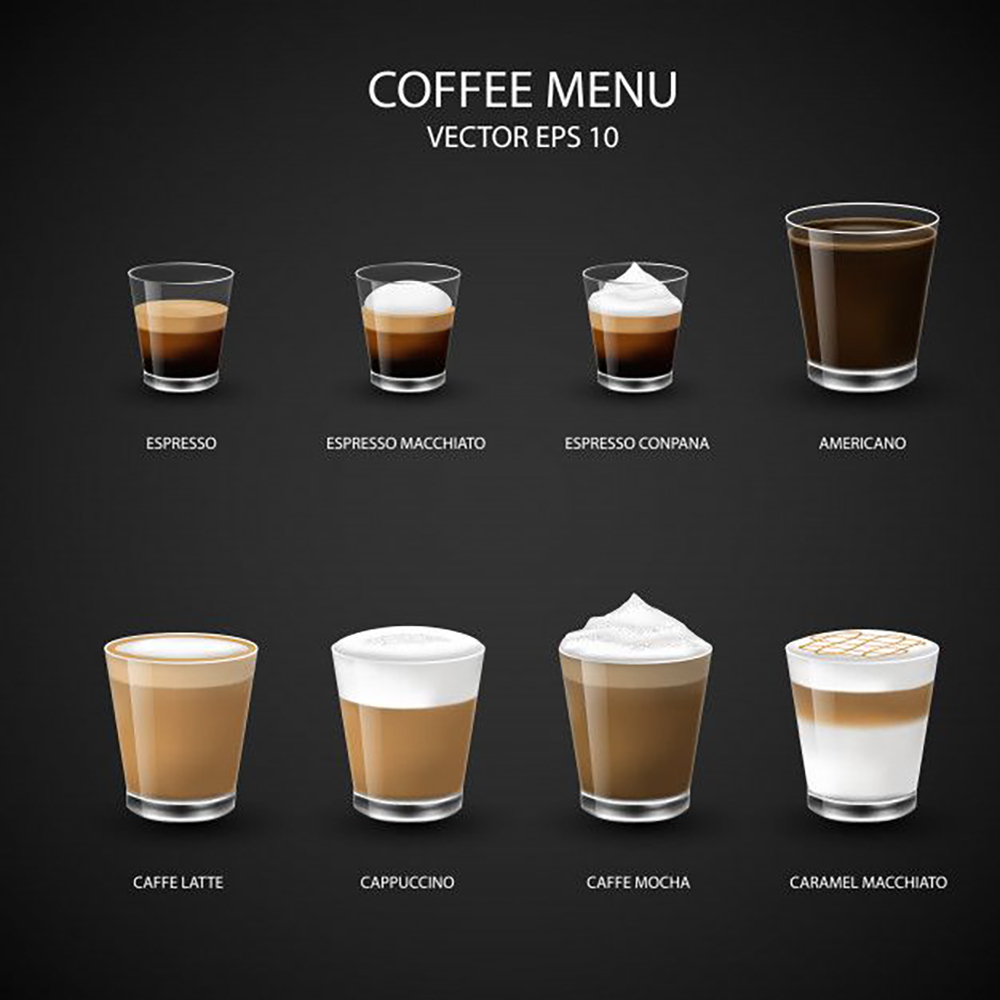 COFFEE MENU
VECTOR EPS 10
ESPRESSO
ESPRESSO MACCHIATO
ESPRESSO CONPANA
AMERICANO
CAFFE LATTE
CAPPUCCINO
CAFFE MOCHA
CARAMEL MACCHIATO